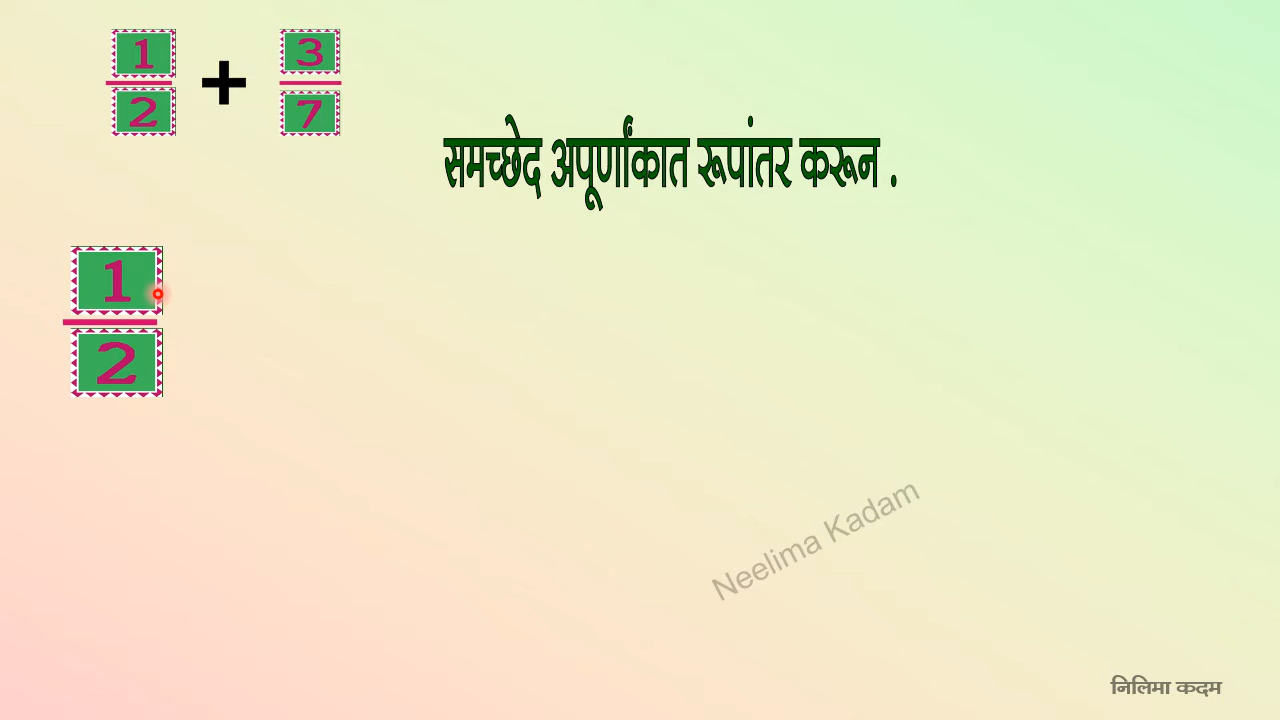 1/2 + 3/7
समच्छेद अपूर्णांकात रूपांतर करून .
1/2
Neelima Kadam
निलिमा कदम